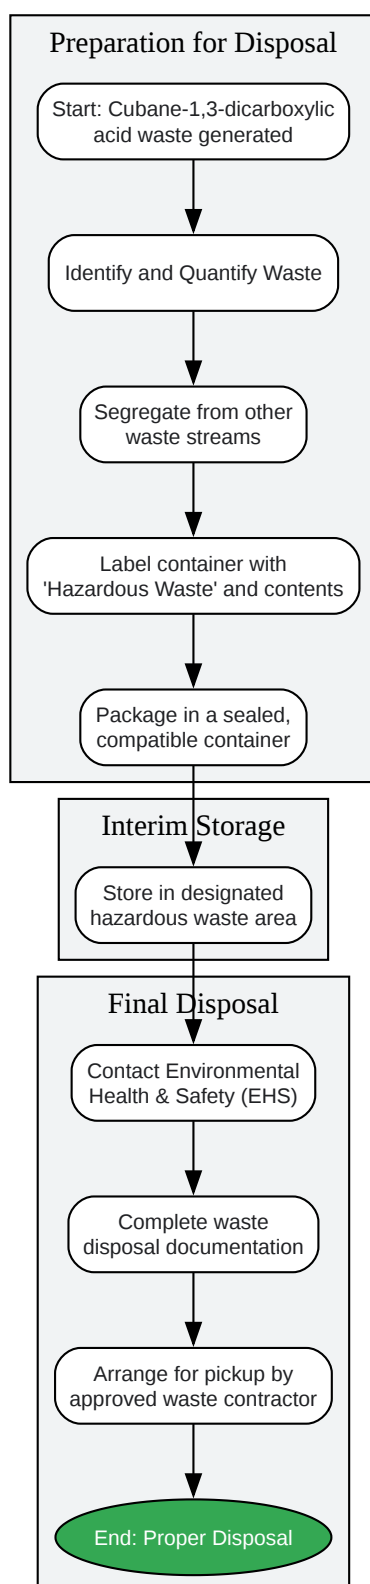 Preparation for Disposal
Start: Cubane-1,3-dicarboxylic
acid waste generated
Identify and Quantify Waste
Segregate from other
waste streams
Label container with
'Hazardous Waste' and contents
Package in a sealed,
compatible container
Interim Storage
Store in designated
hazardous waste area
Final Disposal
Contact Environmental
Health & Safety (EHS)
Complete waste
disposal documentation
Arrange for pickup by
approved waste contractor
End: Proper Disposal